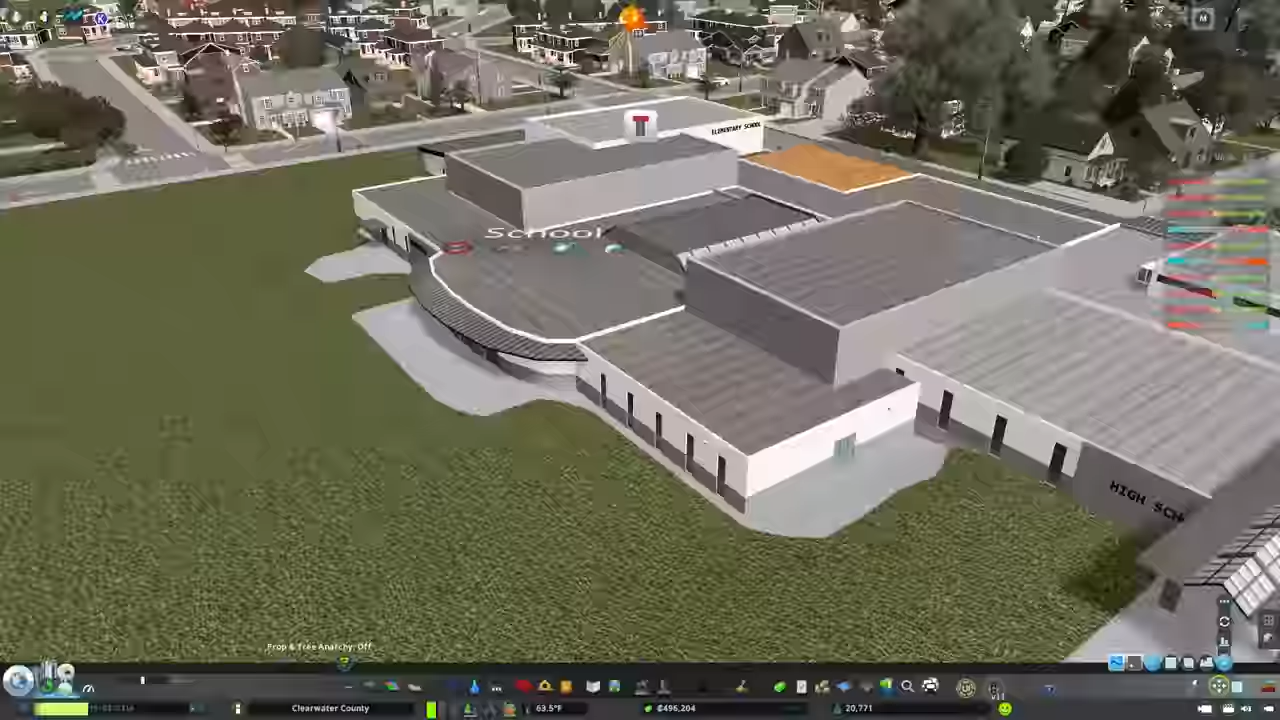 K
M
T
ELEMENTARY SCHOOL
School
HIGH SCH
Prop & Tree Anarchy: Off
Clearwater County
63.5°F
₡496,204
20,771